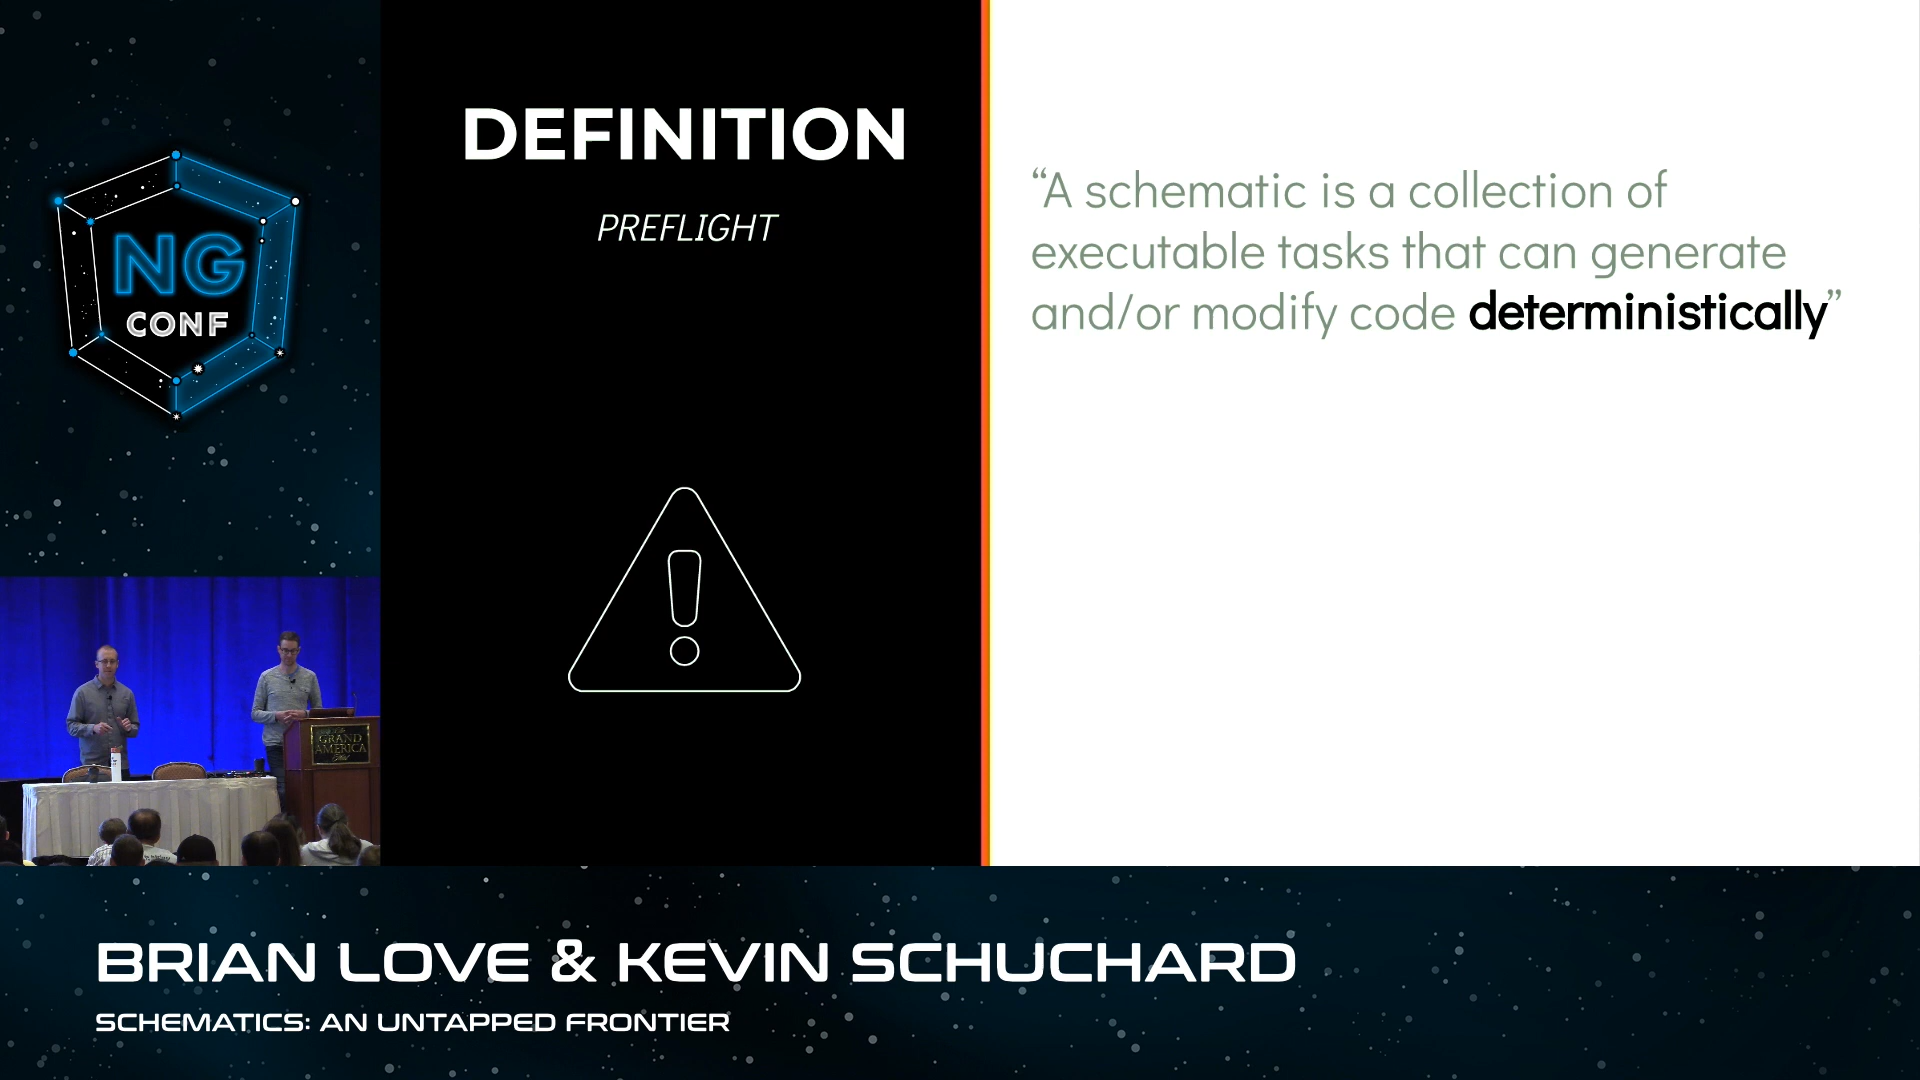 NG
CONF
DEFINITION
PREFLIGHT
“A schematic is a collection of
executable tasks that can generate
and/or modify code deterministically”
GRAND
AMERICA
BRIAN LOVE & KEVIN SCHUCHARD
SCHEMATICS: AN UNTAPPED FRONTIER